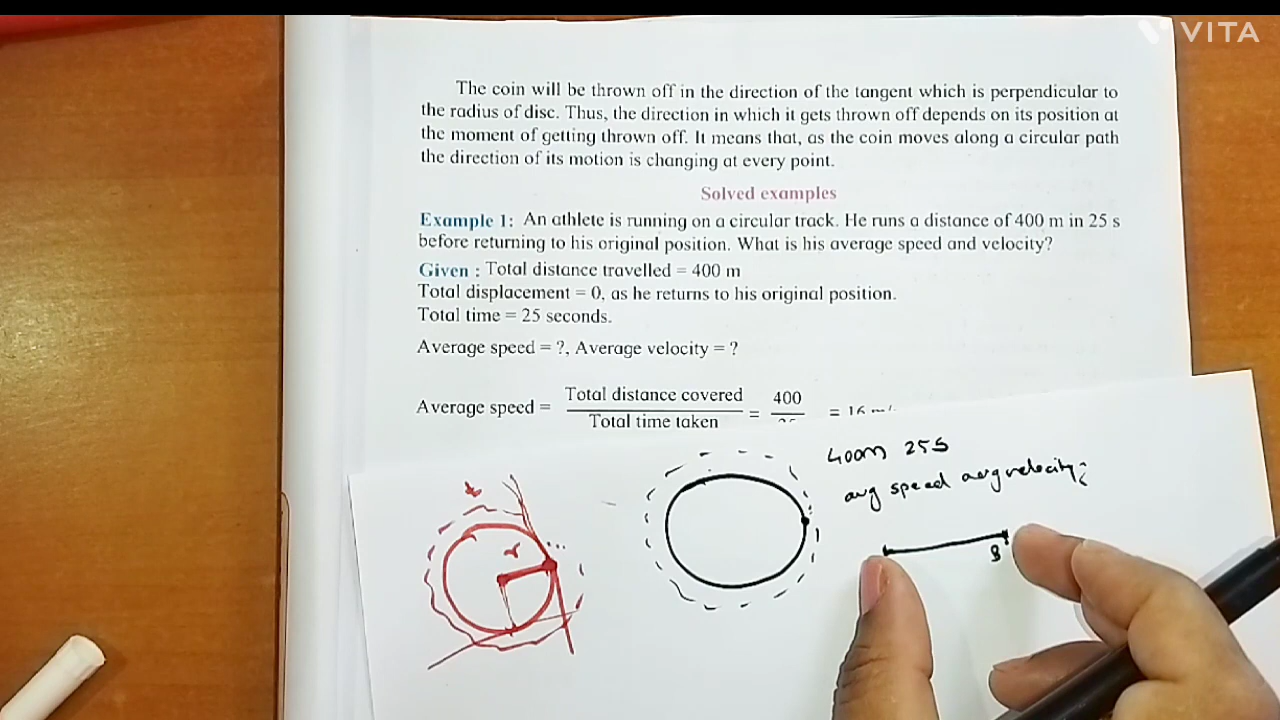 VITA
The coin will be thrown off in the direction of the tangent which is perpendicular to
the radius of disc. Thus, the direction in which it gets thrown off depends on its position at
the moment of getting thrown off. It means that, as the coin moves along a circular path
the direction of its motion is changing at every point.
Solved examples
Example 1: An athlete is running on a circular track. He runs a distance of 400 m in 25 s
before returning to his original position. What is his average speed and velocity?
Given : Total distance travelled = 400 m
Total displacement = 0, as he returns to his original position.
Total time = 25 seconds.
Average speed = ?, Average velocity = ?
Average speed = Total distance covered / Total time taken = 400 = 16
400m 25s
avg speed avg velocity